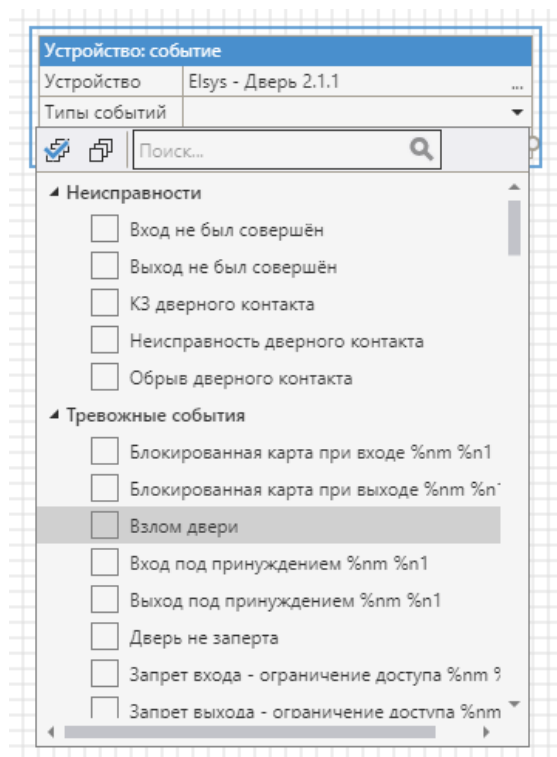 Устройство: событие
Устройство Elsys - Дверь 2.1.1 ...
Типы событий
Поиск...
Неисправности
Вход не был совершён
Выход не был совершён
КЗ дверного контакта
Неисправность дверного контакта
Обрыв дверного контакта
Тревожные события
Блокированная карта при входе %nm %n1
Блокированная карта при выходе %nm %n1
Взлом двери
Вход под принуждением %nm %n1
Выход под принуждением %nm %n1
Дверь не заперта
Запрет входа - ограничение доступа %nm %
Запрет выхода - ограничение доступа %nm